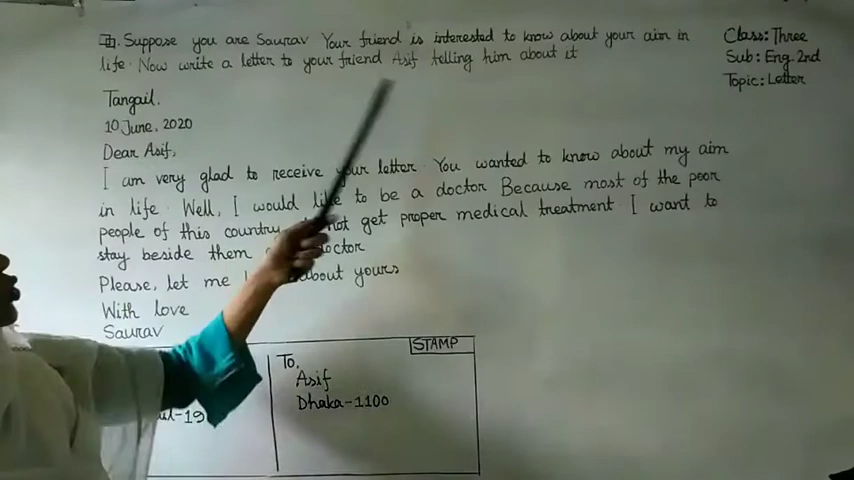 Suppose you are Saurav Your friend is interested to know about your aim in
life. Now write a letter to your friend Asif telling him about it
Class: Three
Sub: Eng. 2nd
Topic: Letter
Tangail.
10 June, 2020
Dear Asif,
I am very glad to receive your letter. You wanted to know about my aim
in life. Well, I would like to be a doctor Because most of the poor
people of this country not get proper medical treatment I want to
stay beside them doctor
Please, let me about yours
With love
Saurav
-19
To,
Asif
Dhaka-1100
STAMP